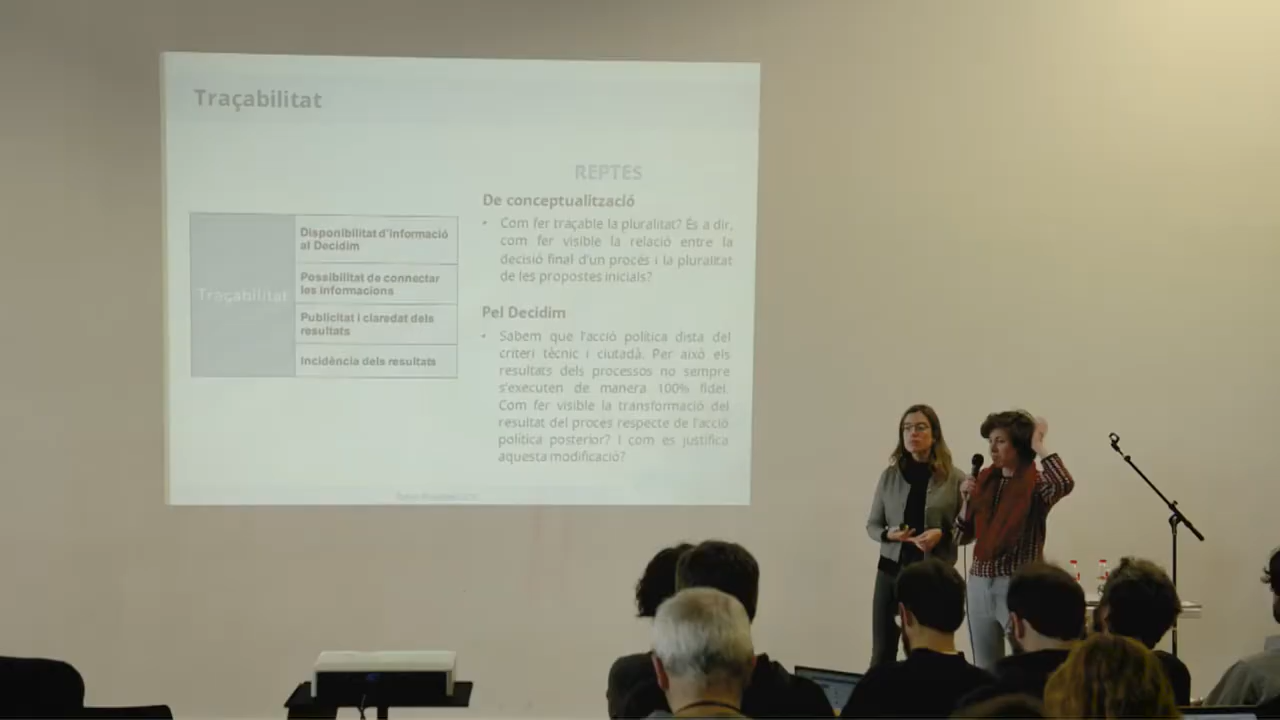 Traçabilitat
REPTES
De conceptualització
• Com fer traçable la pluralitat? És a dir,
com fer visible la relació entre la
decisió final d'un procés i la pluralitat
de les propostes inicials?
Traçabilitat
Disponibilitat d'informació
al Decidim
Possibilitat de connectar
les informacions
Publicitat i claredat dels
resultats
Incidència dels resultats
Pel Decidim
• Sabem que l'acció política dista del
criteri tècnic i ciutadà. Per això els
resultats dels processos no sempre
s'executen de manera 100% fidel.
Com fer visible la transformació del
resultat del procés respecte de l'acció
política posterior? I com es justifica
aquesta modificació?